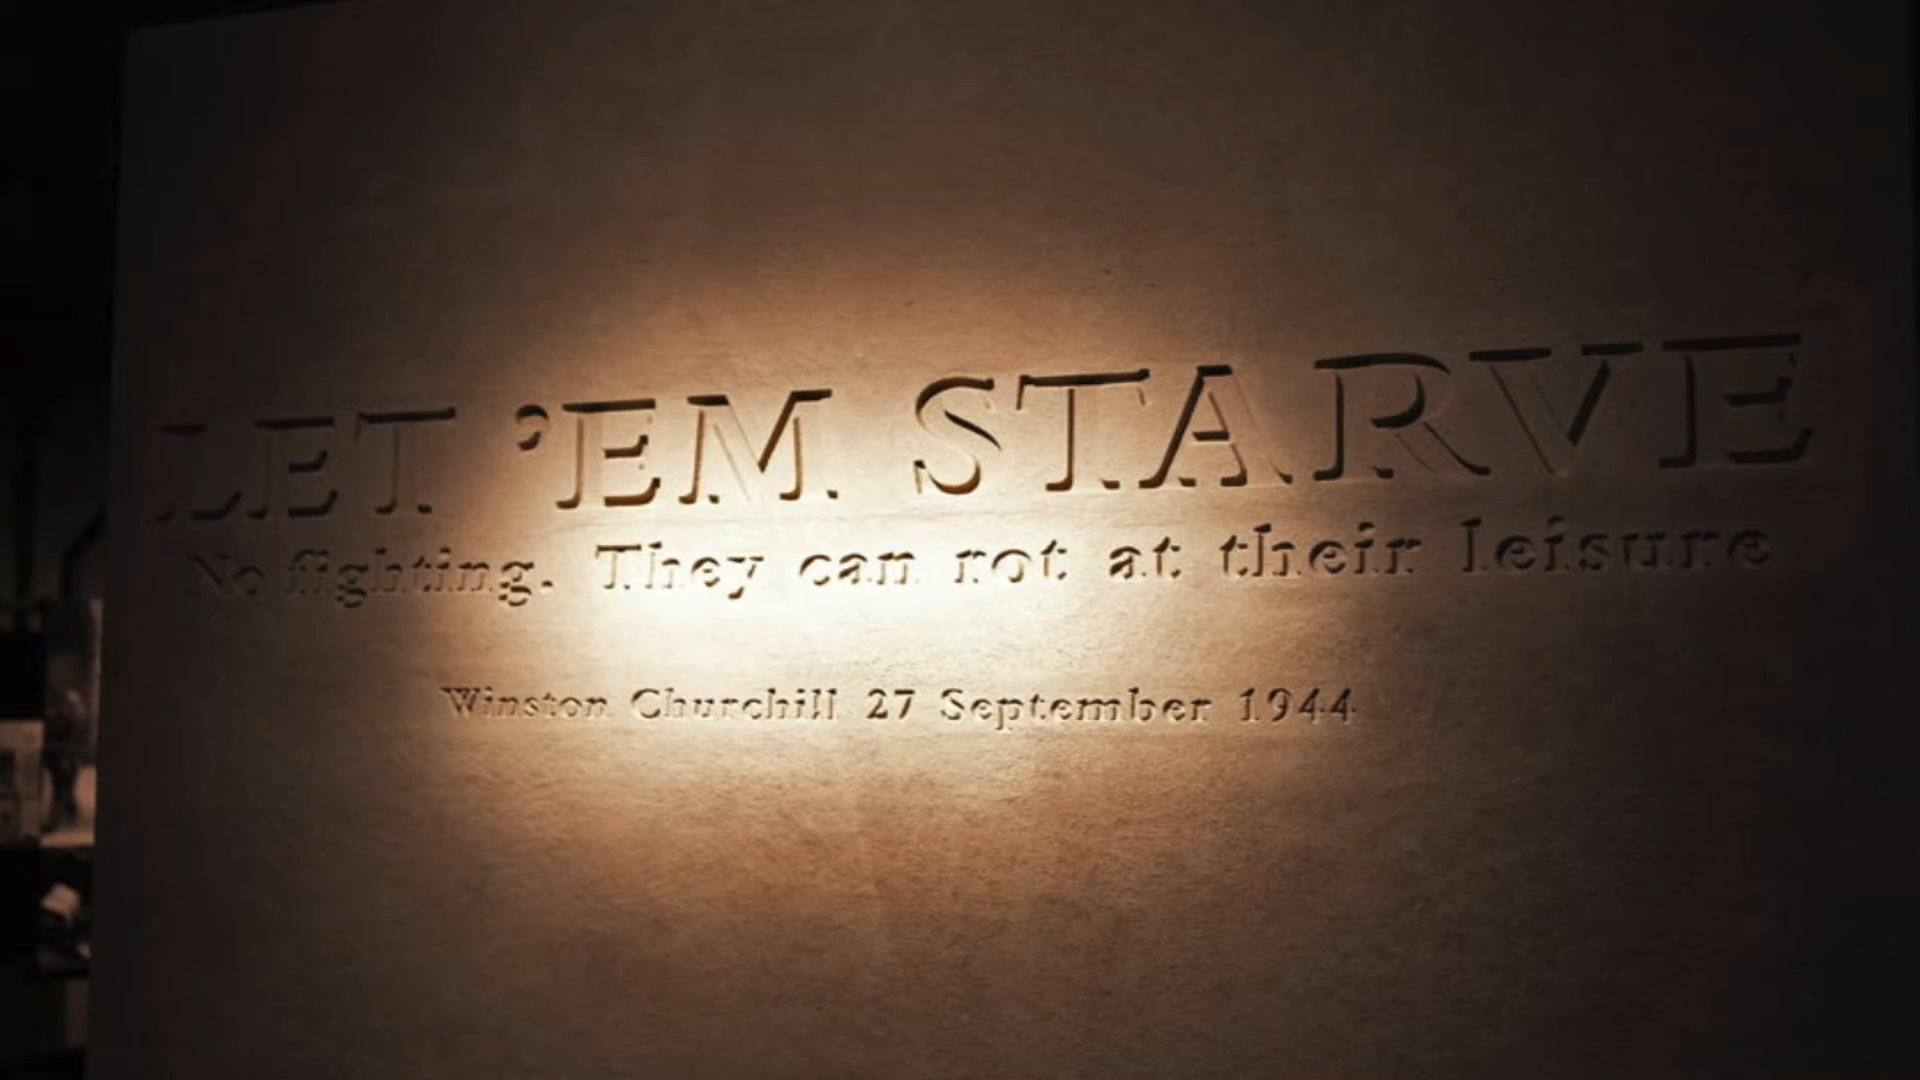 LET ’EM STARVE
No fighting. They can rot at their leisure
Winston Churchill 27 September 1944